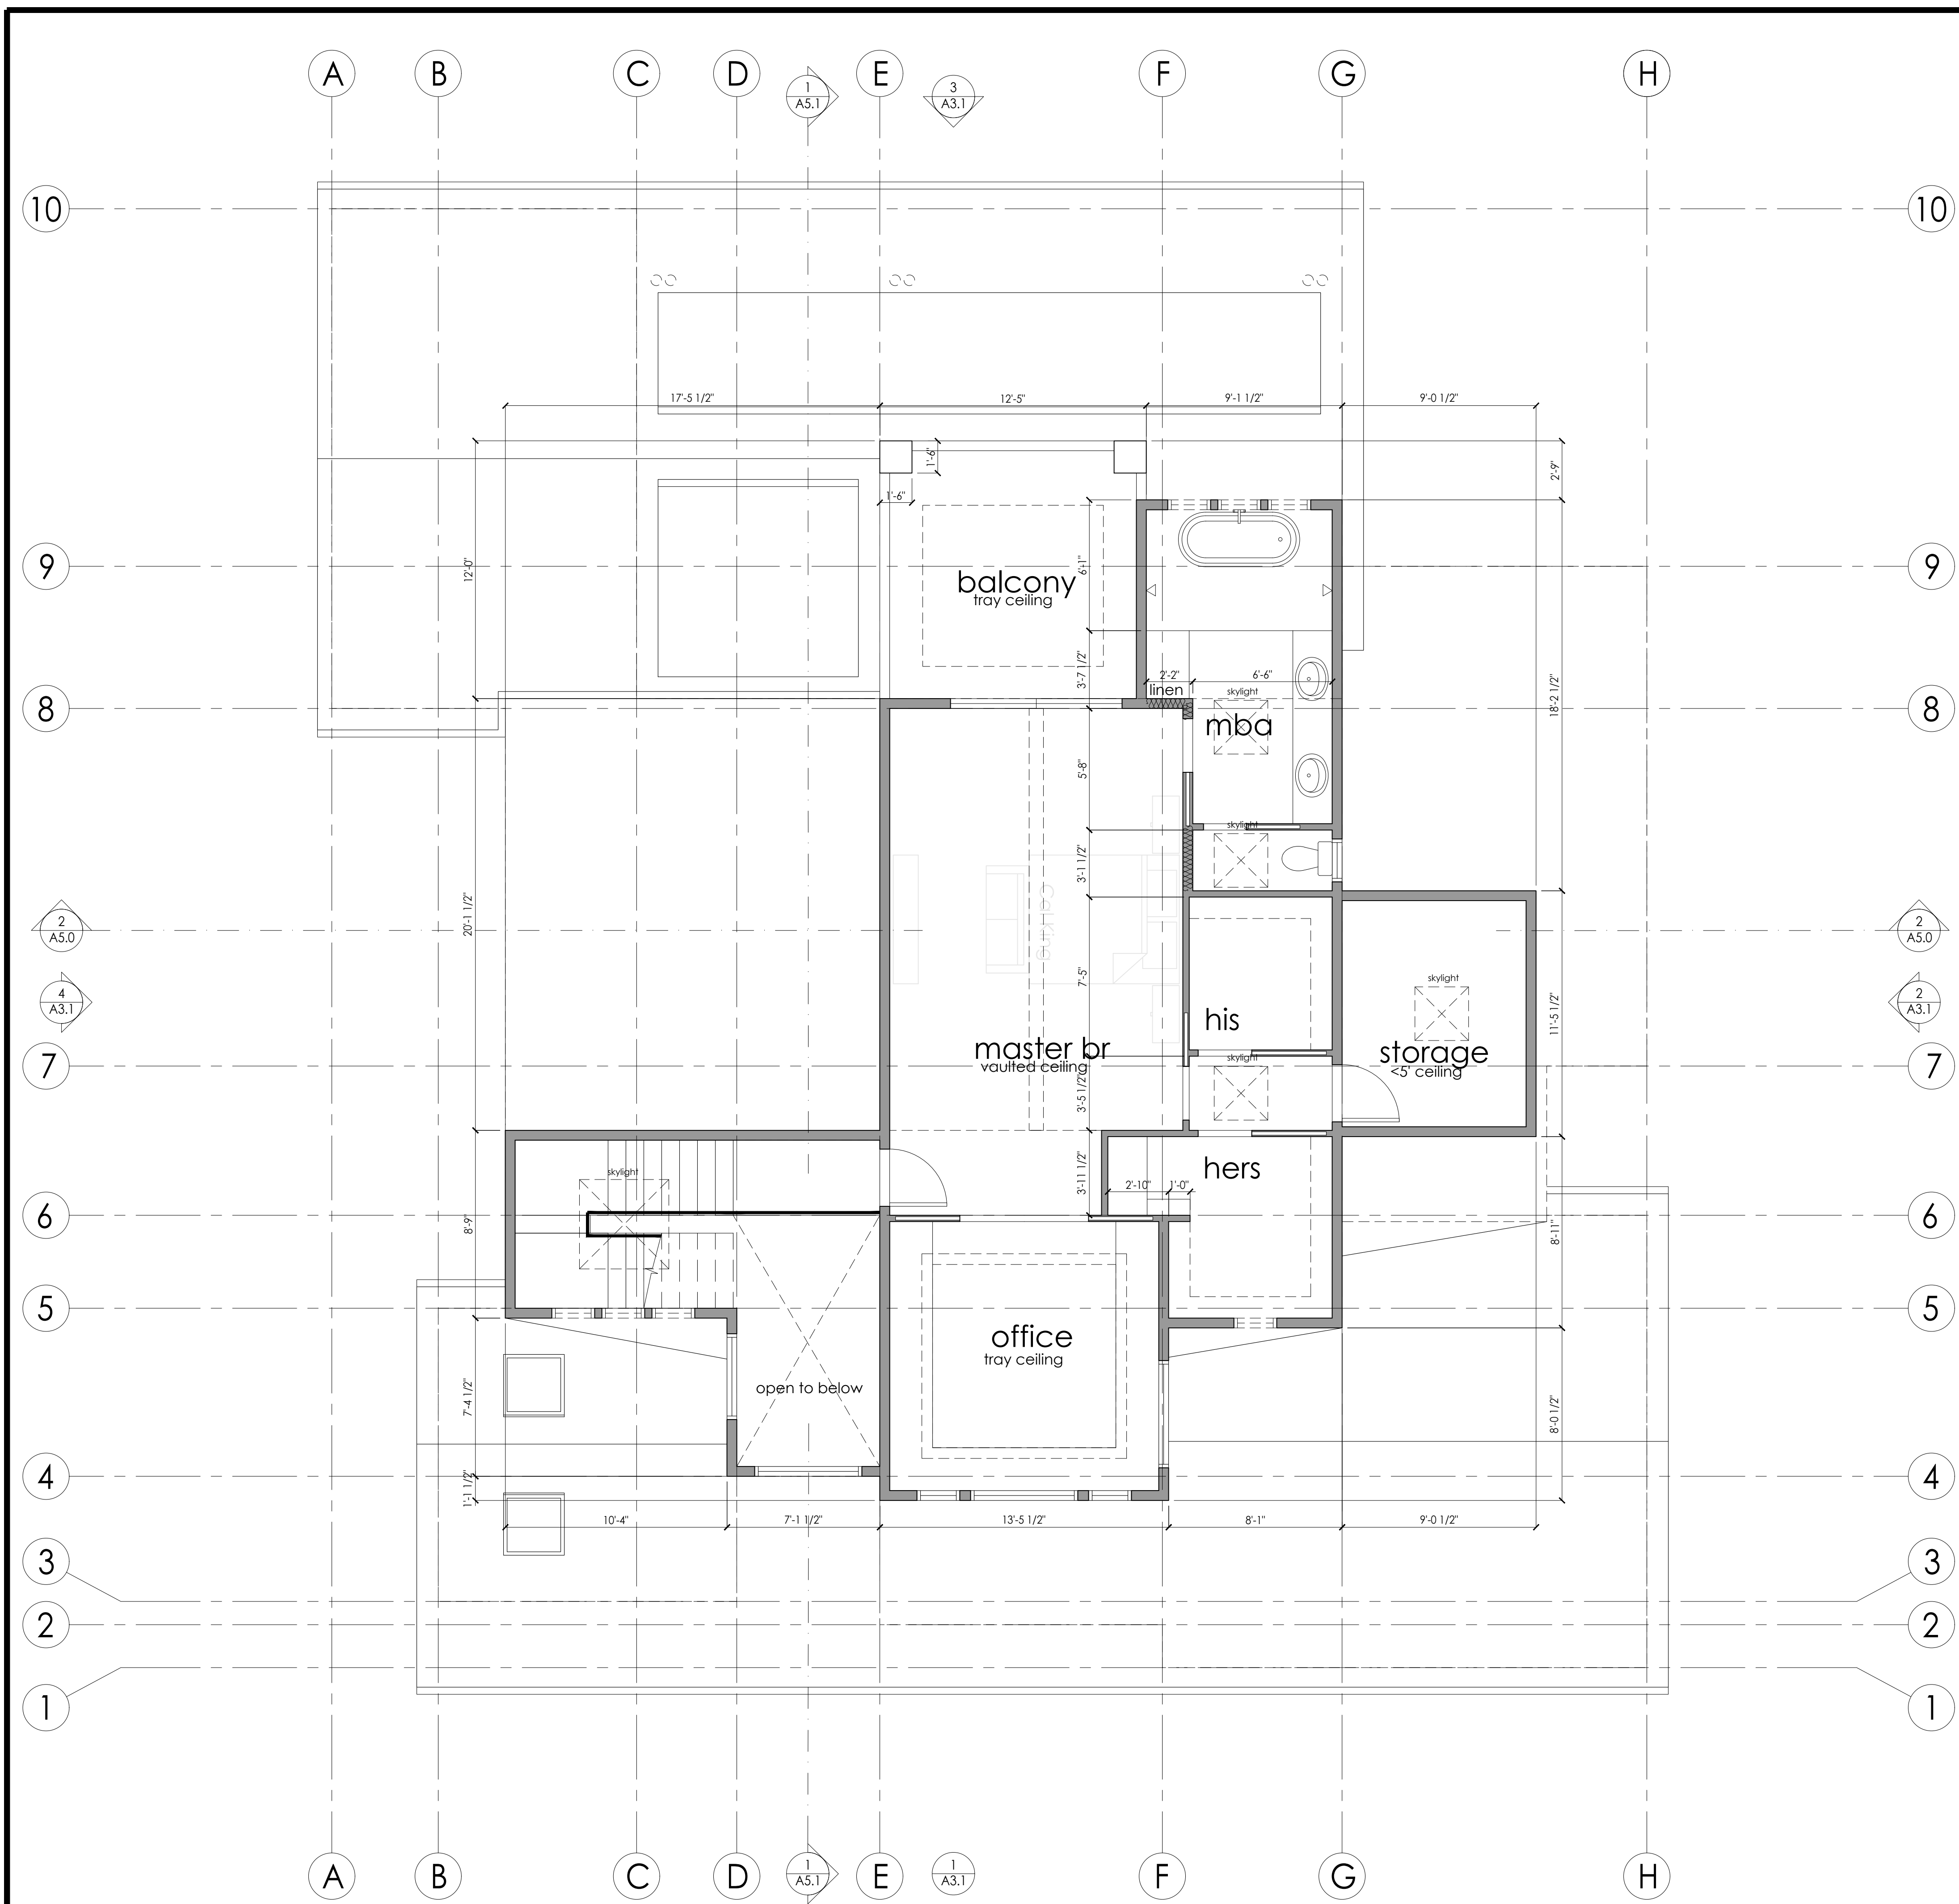 A B C D E F G H
1
A5.1
3
A3.1
10 10
17'-5 1/2" 12'-5" 9'-1 1/2" 9'-0 1/2"
1'-6"
2'-9"
1'-6"
12'-0"
9 9
6'-1"
balcony
tray ceiling
3'-7 1/2"
2'-2" 6'-6"
linen
skylight
8 8
mba
18'-2 1/2"
5'-8"
skylight
3'-1 1/2"
20'-1 1/2"
Cal-King
2
A5.0
2
A5.0
7'-5"
skylight
4
A3.1
2
A3.1
his
11'-5 1/2"
master br
vaulted ceiling
storage
<5' ceiling
skylight
7 7
3'-5 1/2"
skylight
hers
3'-11 1/2"
2'-10" 1'-0"
6 6
8'-9"
8'-11"
5 5
office
tray ceiling
open to below
7'-4 1/2"
8'-0 1/2"
4 4
1'-1 1/2"
10'-4" 7'-1 1/2" 13'-5 1/2" 8'-1" 9'-0 1/2"
3 3
2 2
1 1
A B C D
1
A5.1
E
1
A3.1
F G H